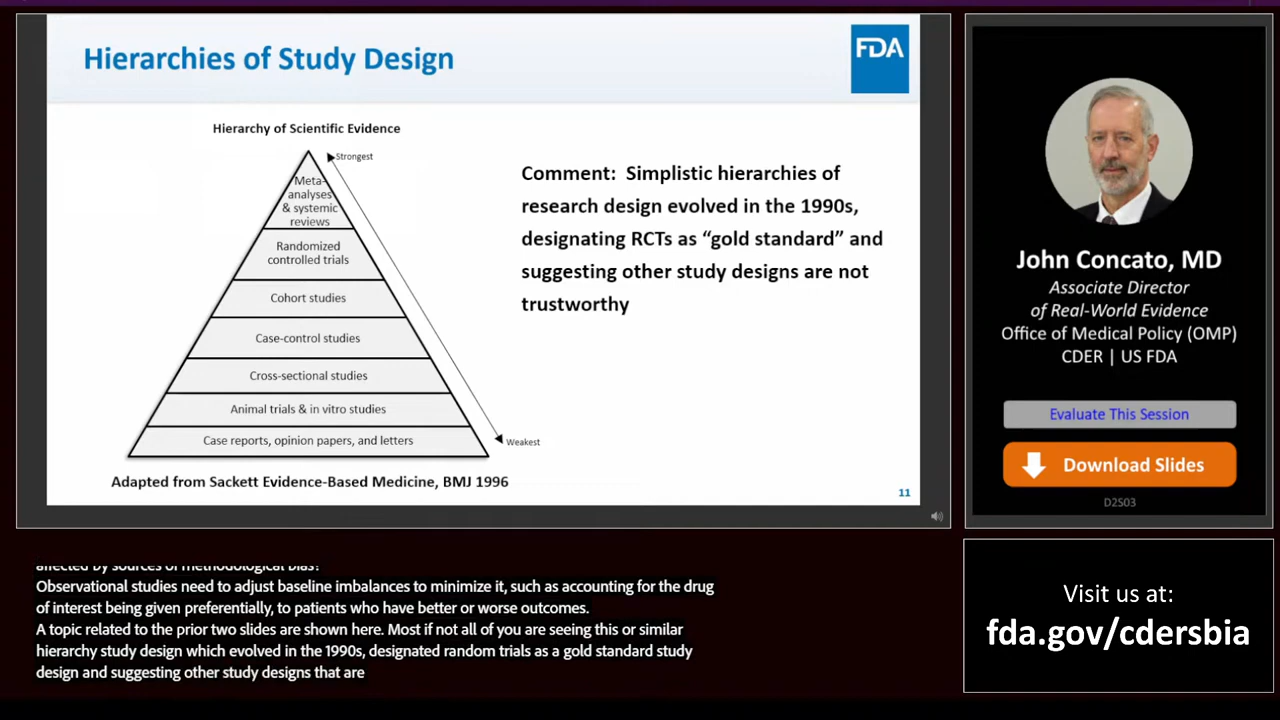 Hierarchies of Study Design
FDA
Hierarchy of Scientific Evidence
Strongest
Meta-
analyses
& systemic
reviews
Randomized
controlled trials
Cohort studies
Case-control studies
Cross-sectional studies
Animal trials & in vitro studies
Case reports, opinion papers, and letters
Weakest
Adapted from Sackett Evidence-Based Medicine, BMJ 1996
Comment: Simplistic hierarchies of
research design evolved in the 1990s,
designating RCTs as “gold standard” and
suggesting other study designs are not
trustworthy
11
John Concato, MD
Associate Director
of Real-World Evidence
Office of Medical Policy (OMP)
CDER | US FDA
Evaluate This Session
Download Slides
D2S03
Visit us at:
fda.gov/cdersbia
affected by sources of methodological bias?
Observational studies need to adjust baseline imbalances to minimize it, such as accounting for the drug
of interest being given preferentially, to patients who have better or worse outcomes.
A topic related to the prior two slides are shown here. Most if not all of you are seeing this or similar
hierarchy study design which evolved in the 1990s, designated random trials as a gold standard study
design and suggesting other study designs that are